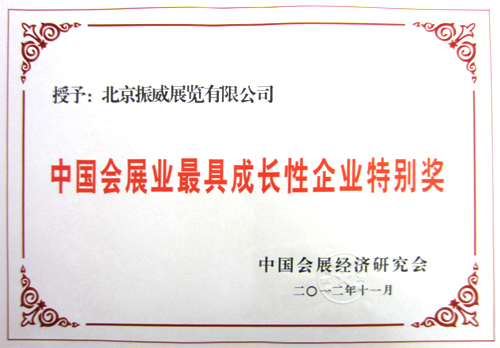 授予：北京振威展览有限公司
中国会展业最具成长性企业特别奖
中国会展经济研究会
二〇一二年十一月